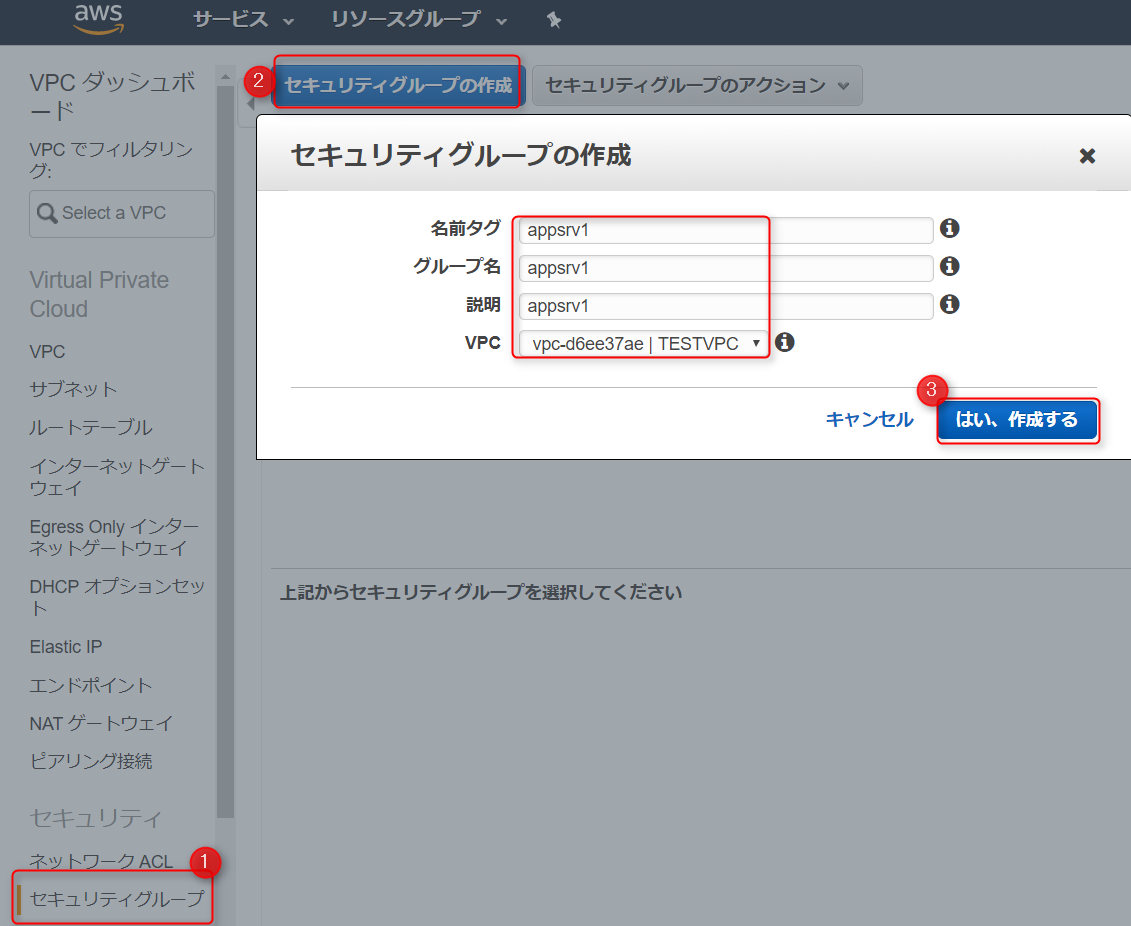 aws サービス リソースグループ
VPC ダッシュボ
ード
VPC でフィルタリン
グ:
Select a VPC
Virtual Private
Cloud
VPC
サブネット
ルートテーブル
インターネットゲート
ウェイ
Egress Only インター
ネットゲートウェイ
DHCP オプションセッ
ト
Elastic IP
エンドポイント
NAT ゲートウェイ
ピアリング接続
セキュリティ
ネットワーク ACL
1
セキュリティグループ
2
セキュリティグループの作成 セキュリティグループのアクション
セキュリティグループの作成
名前タグ appsrv1
グループ名 appsrv1
説明 appsrv1
VPC vpc-d6ee37ae | TESTVPC
3
キャンセル はい、作成する
上記からセキュリティグループを選択してください